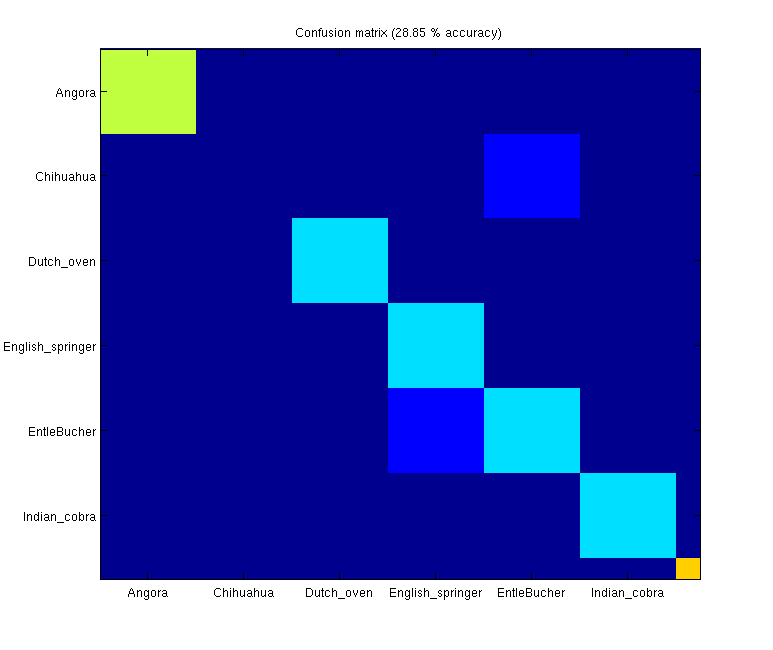 Confusion matrix (28.85 % accuracy)
Angora
Chihuahua
Dutch_oven
English_springer
EntleBucher
Indian_cobra
Angora Chihuahua Dutch_oven English_springer EntleBucher Indian_cobra